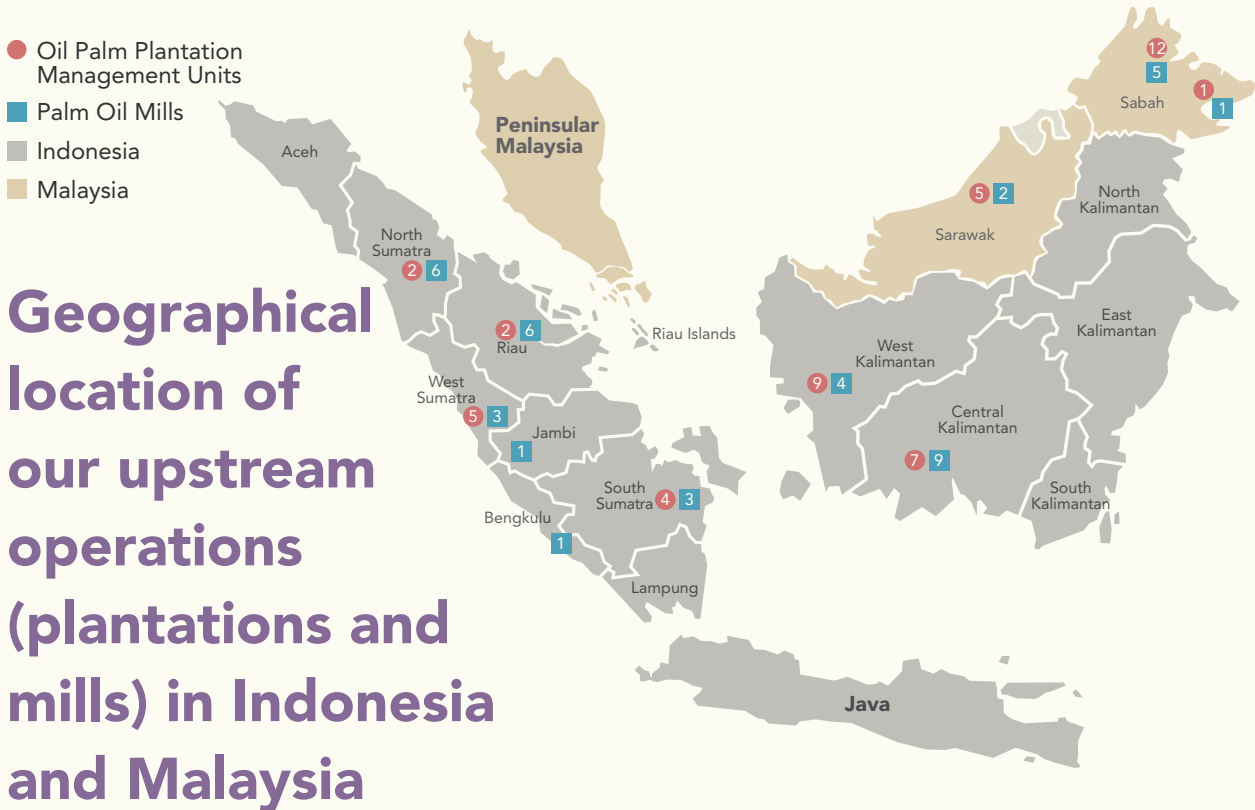 Oil Palm Plantation
Management Units
Palm Oil Mills
Indonesia
Malaysia
Geographical
location of
our upstream
operations
(plantations and
mills) in Indonesia
and Malaysia
Aceh
North
Sumatra
2 6
2 6
Riau
West
Sumatra
5 3
Jambi
1
South
Sumatra
4 3
Bengkulu
1
Lampung
Peninsular
Malaysia
Riau Islands
Java
12
5
1
1
Sabah
5 2
Sarawak
North
Kalimantan
East
Kalimantan
West
Kalimantan
9 4
Central
Kalimantan
7 9
South
Kalimantan